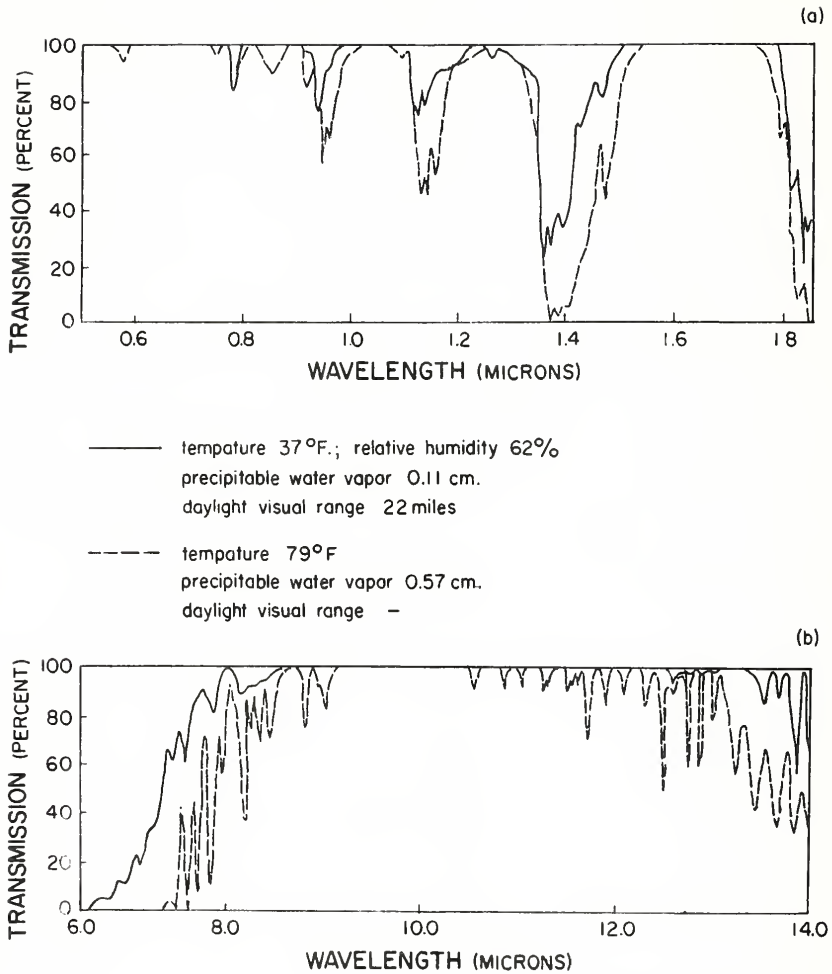 (a)
TRANSMISSION (PERCENT)
100
80
60
40
20
0
0.6 0.8 1.0 1.2 1.4 1.6 1.8
WAVELENGTH (MICRONS)
tempature 37°F.; relative humidity 62%
precipitable water vapor 0.11 cm.
daylight visual range 22 miles
tempature 79°F
precipitable water vapor 0.57 cm.
daylight visual range –
(b)
TRANSMISSION (PERCENT)
100
80
60
40
20
0
6.0 8.0 10.0 12.0 14.0
WAVELENGTH (MICRONS)